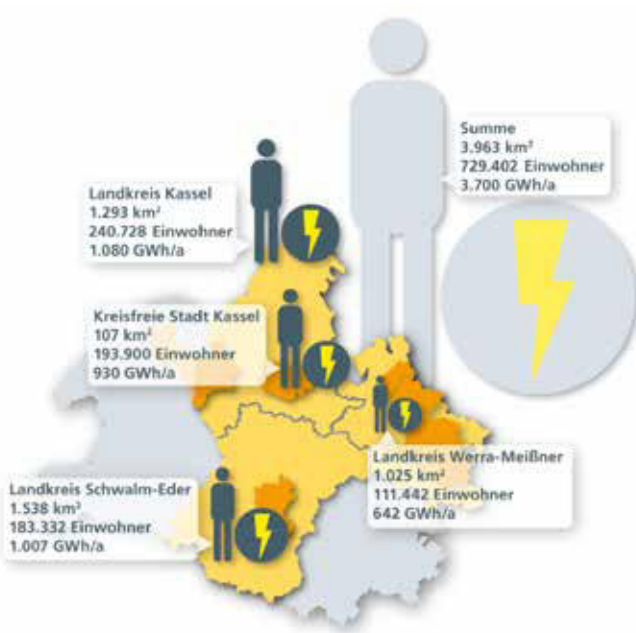 Summe
3.963 km²
729.402 Einwohner
3.700 GWh/a
Landkreis Kassel
1.293 km²
240.728 Einwohner
1.080 GWh/a
Kreisfreie Stadt Kassel
107 km²
193.900 Einwohner
930 GWh/a
Landkreis Werra-Meißner
1.025 km²
111.442 Einwohner
642 GWh/a
Landkreis Schwalm-Eder
1.538 km²
183.332 Einwohner
1.007 GWh/a